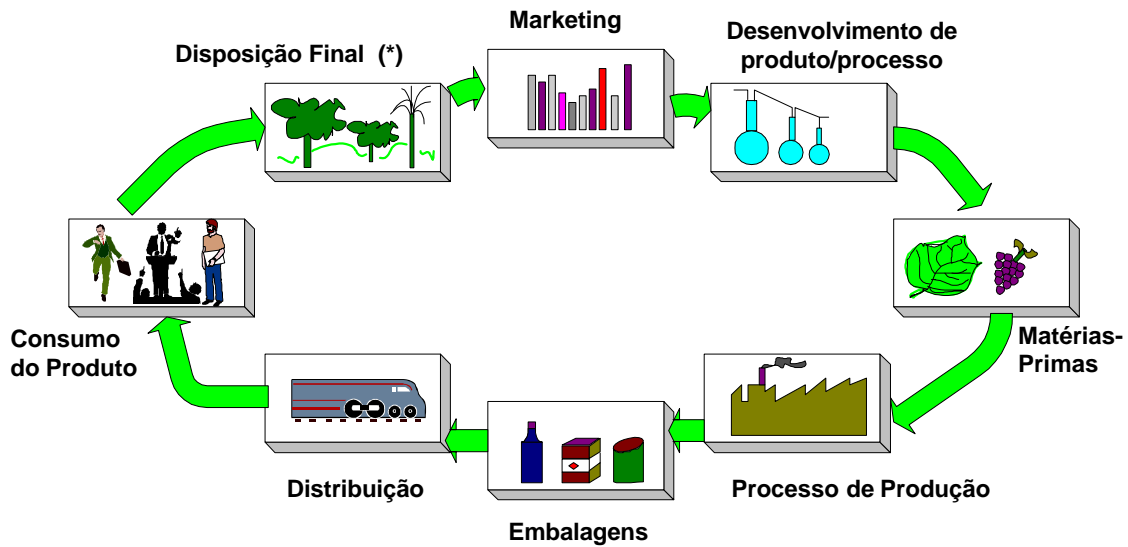 Marketing
Desenvolvimento de
produto/processo
Disposição Final (*)
Consumo
do Produto
Matérias-
Primas
Distribuição
Processo de Produção
Embalagens